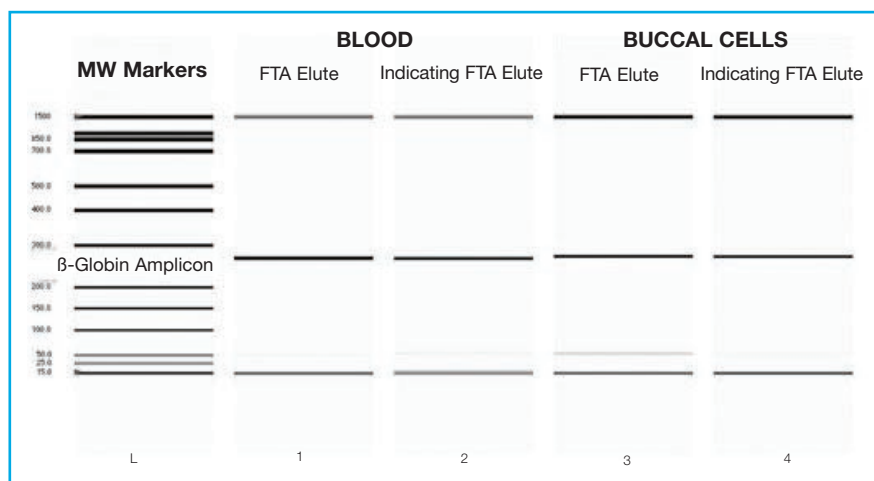 BLOOD
BUCCAL CELLS
MW Markers
FTA Elute
Indicating FTA Elute
FTA Elute
Indicating FTA Elute
1500
850.0
700.0
500.0
400.0
300.0
ß-Globin Amplicon
200.0
150.0
100.0
50.0
25.0
15.0
L
1
2
3
4